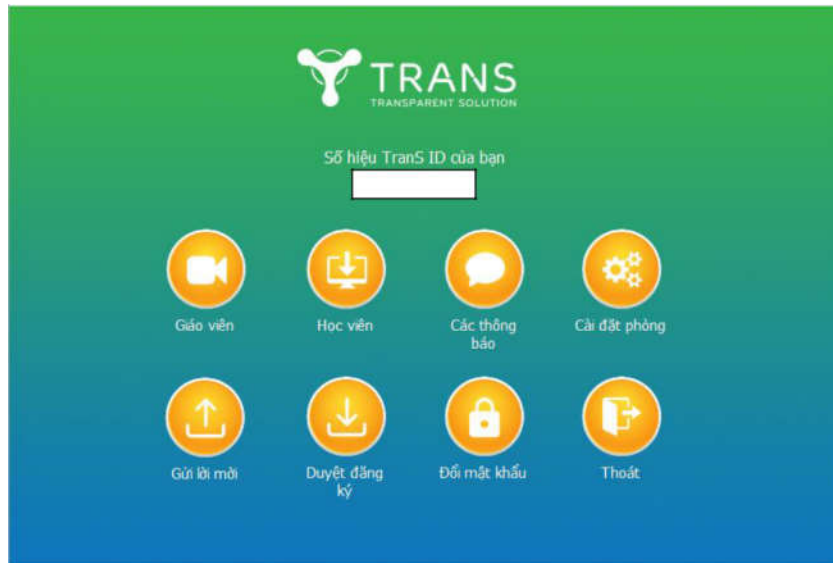 TRANS
TRANSPARENT SOLUTION
Số hiệu TranS ID của bạn
Giáo viên
Học viên
Các thông
báo
Cài đặt phòng
Gửi lời mời
Duyệt đăng
ký
Đổi mật khẩu
Thoát